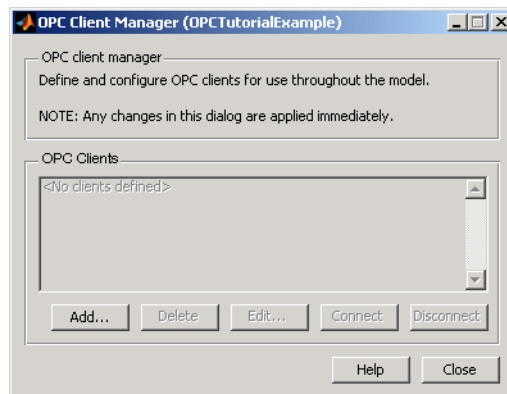 OPC Client Manager (OPCTutorialExample)
OPC client manager
Define and configure OPC clients for use throughout the model.
NOTE: Any changes in this dialog are applied immediately.
OPC Clients
<No clients defined>
Add... Delete Edit... Connect Disconnect
Help Close